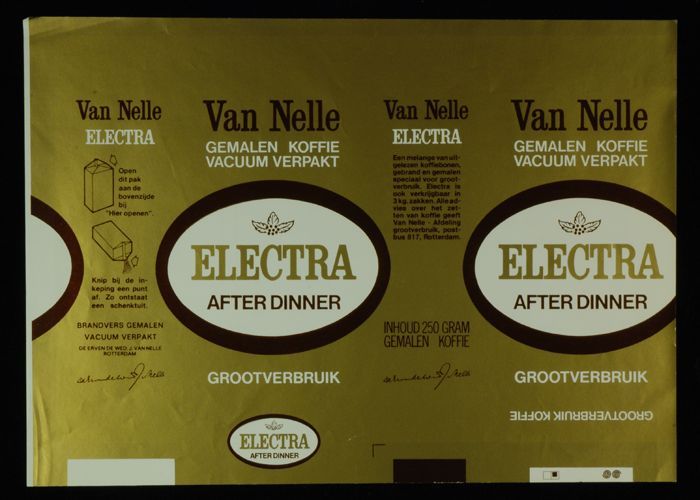 Van Nelle
ELECTRA
Open
dit pak
aan de
bovenzijde
bij
"Hier openen".
Knip bij de in-
keping een punt
af. Zo ontstaat
een schenktuit.
BRANDVERS GEMALEN
VACUUM VERPAKT
DE ERVEN DE WED. J. VAN NELLE
ROTTERDAM
Van Nelle
GEMALEN KOFFIE
VACUUM VERPAKT
ELECTRA
AFTER DINNER
GROOTVERBRUIK
ELECTRA
AFTER DINNER
Van Nelle
ELECTRA
Een melange van uit-
gelezen koffiebonen,
gebrand en gemalen
speciaal voor groot-
verbruik. Electra is
ook verkrijgbaar in
3 kg. zakken. Alle ad-
vies over het zet-
ten van koffie geeft
Van Nelle - Afdeling
grootverbruik, post-
bus 817, Rotterdam.
INHOUD 250 GRAM
GEMALEN KOFFIE
Van Nelle
GEMALEN KOFFIE
VACUUM VERPAKT
ELECTRA
AFTER DINNER
GROOTVERBRUIK
GROOTVERBRUIK KOFFIE